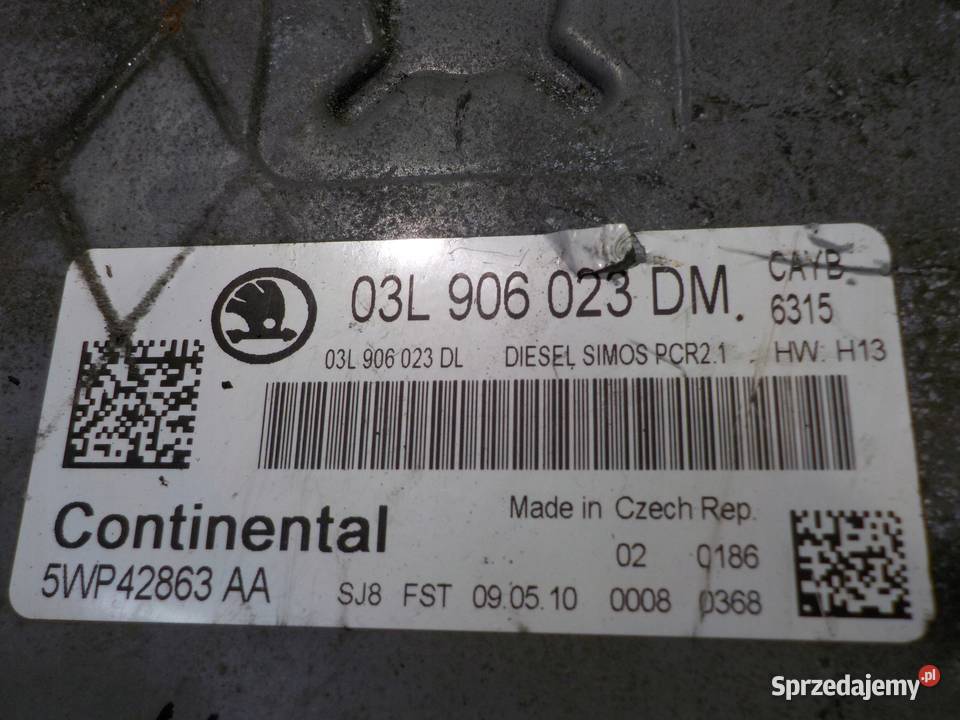 03L 906 023 DM. CAYB
6315
03L 906 023 DL DIESEL SIMOS PCR2.1 HW: H13
Continental Made in Czech Rep.
02 0186
5WP42863 AA SJ8 FST 09.05.10 0008 0368
Sprzedajemy.pl